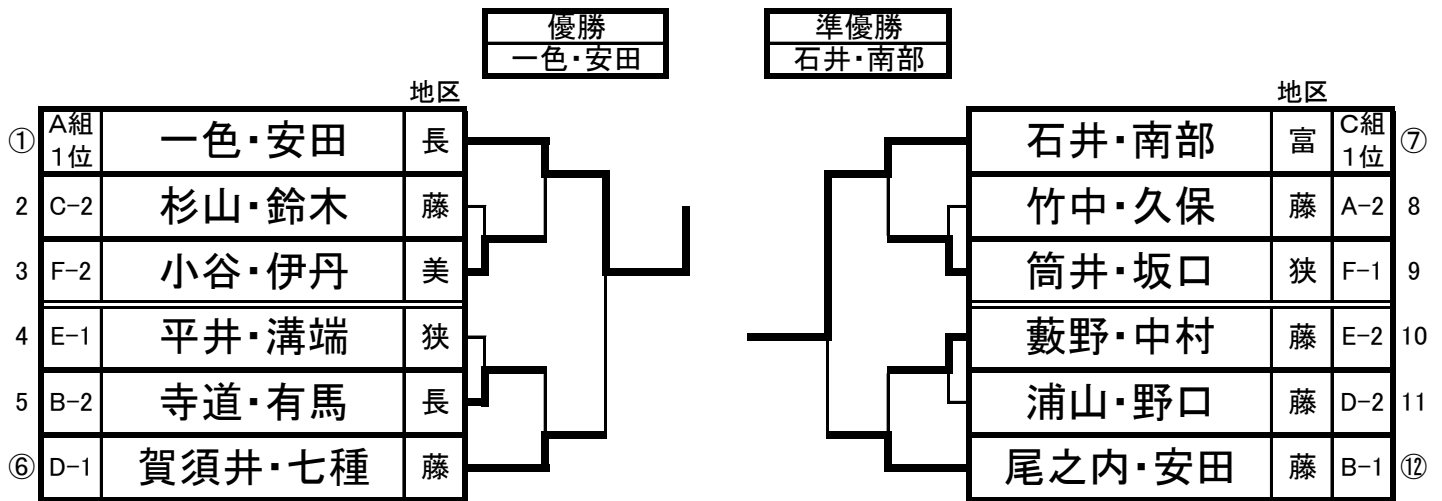 優勝 準優勝
一色・安田 石井・南部
地区 地区
① A組 1位 一色・安田 長 石井・南部 富 C組 1位 ⑦
2 C-2 杉山・鈴木 藤 竹中・久保 藤 A-2 8
3 F-2 小谷・伊丹 美 筒井・坂口 狭 F-1 9
4 E-1 平井・溝端 狭 藪野・中村 藤 E-2 10
5 B-2 寺道・有馬 長 浦山・野口 藤 D-2 11
⑥ D-1 賀須井・七種 藤 尾之内・安田 藤 B-1 ⑫